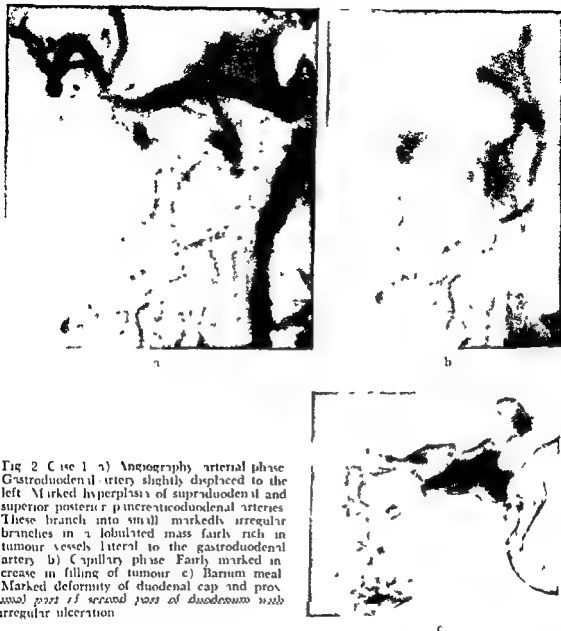 a
b
Fig 2 Case 1 a) Angiography arterial phase
Gastroduodenal artery slightly displaced to the
left Marked hyperplasia of supraduodenal and
superior posterior pancreaticoduodenal arteries
These branch into small markedly irregular
branches in a lobulated mass fairly rich in
tumour vessels lateral to the gastroduodenal
artery b) Capillary phase Fairly marked in
crease in filling of tumour c) Barium meal
Marked deformity of duodenal cap and prox
imal part of second part of duodenum with
irregular ulceration
c